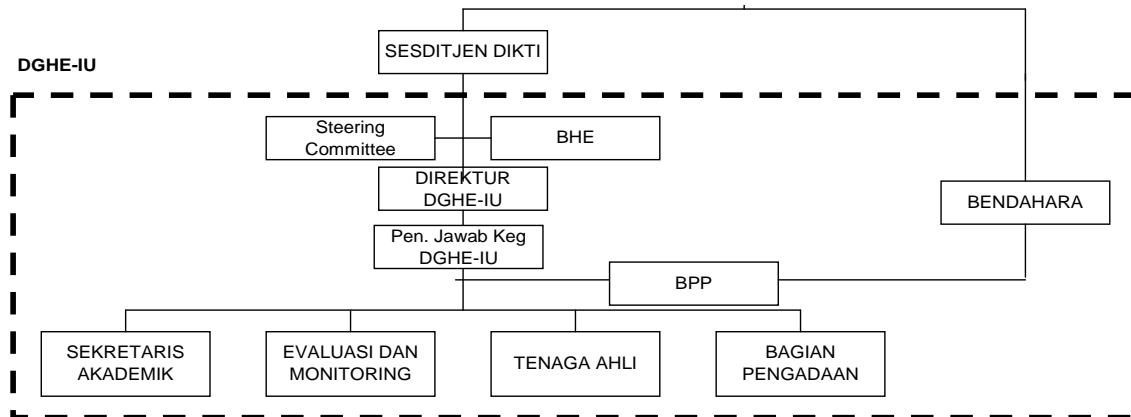 SESDITJEN DIKTI
DGHE-IU
Steering
Committee
BHE
DIREKTUR
DGHE-IU
BENDAHARA
Pen. Jawab Keg
DGHE-IU
BPP
SEKRETARIS
AKADEMIK
EVALUASI DAN
MONITORING
TENAGA AHLI
BAGIAN
PENGADAAN